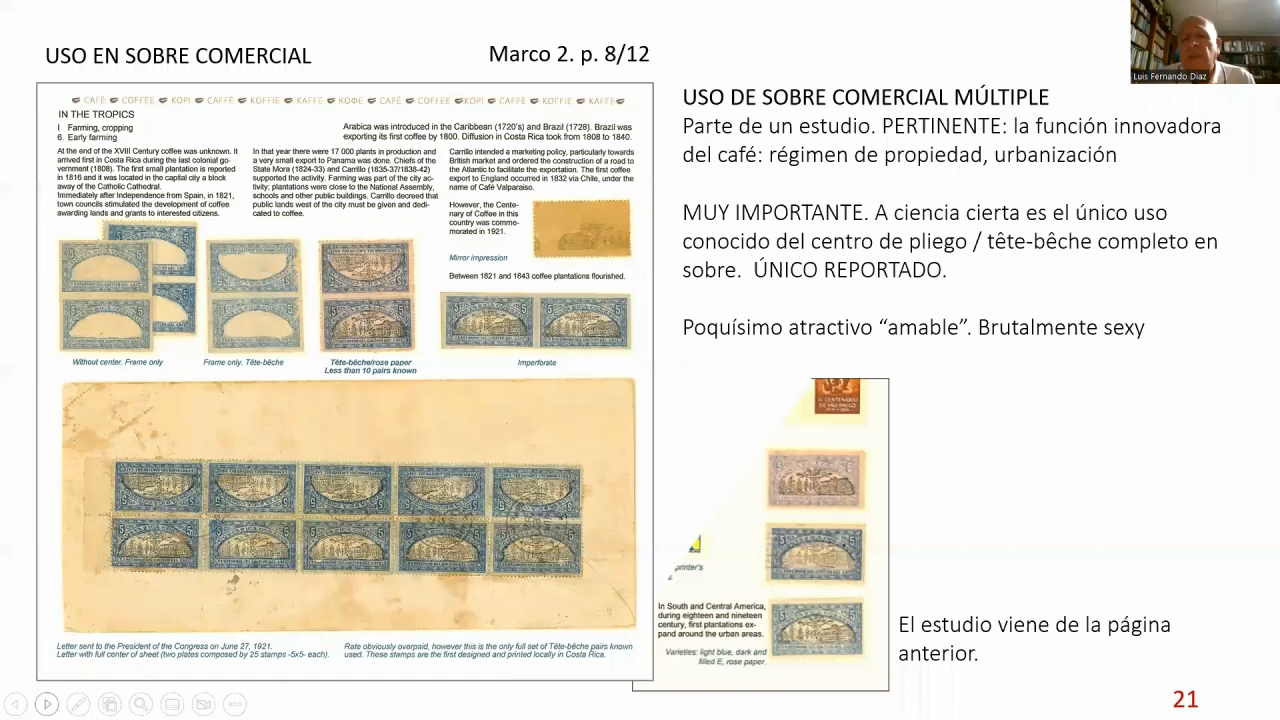 USO EN SOBRE COMERCIAL
Marco 2. p. 8/12
Luis Fernando Diaz
CAFÉ COFFEE KOPI CAFFÈ KOFFIE KAFFE КОФЕ CAFÉ COFFEE KOPI CAFFÈ KOFFIE KAFFE
IN THE TROPICS
I Farming, cropping
6. Early farming
Arabica was introduced in the Caribbean (1720's) and Brazil (1728). Brazil was
exporting its first coffee by 1800. Diffusion in Costa Rica took from 1808 to 1840.
At the end of the XVIII Century coffee was unknown. It
arrived first in Costa Rica during the last colonial go-
vernment (1808). The first small plantation is reported
in 1816 and it was located in the capital city a block
away of the Catholic Cathedral.
Immediately after Independence from Spain, in 1821,
town councils stimulated the development of coffee
awarding lands and grants to interested citizens.
In that year there were 17 000 plants in production and
a very small export to Panama was done. Chiefs of the
State Mora (1824-33) and Carrillo (1835-37/1838-42)
supported the activity. Farming was part of the city ac-
tivity; plantations were close to the National Assembly,
schools and other public buildings. Carrillo decreed that
public lands west of the city must be given and dedi-
cated to coffee.
Carrillo intended a marketing policy, particularly towards
British market and ordered the construction of a road to
the Atlantic to facilitate the exportation. The first coffee
export to England occurred in 1832 via Chile, under the
name of Café Valparaiso.
However, the Cente-
nary of Coffee in this
country was comme-
morated in 1921.
Mirror impression
Between 1821 and 1843 coffee plantations flourished.
Without center. Frame only
Frame only. Tête-bêche
Tête-bêche/rose paper
Less than 10 pairs known
Imperforate
Letter sent to the President of the Congress on June 27, 1921.
Letter with full center of sheet (two plates composed by 25 stamps -5x5- each).
Rate obviously overpaid, however this is the only full set of Tête-bêche pairs known
used. These stamps are the first designed and printed locally in Costa Rica.
USO DE SOBRE COMERCIAL MÚLTIPLE
Parte de un estudio. PERTINENTE: la función innovadora
del café: régimen de propiedad, urbanización
MUY IMPORTANTE. A ciencia cierta es el único uso
conocido del centro de pliego / tête-bêche completo en
sobre. ÚNICO REPORTADO.
Poquísimo atractivo “amable”. Brutalmente sexy
IV CENTENARIO
DE SÃO PAULO
printer's
In South and Central America,
during eighteen and nineteen
century, first plantations ex-
pand around the urban areas.
Varieties: light blue, dark and
filled E, rose paper.
El estudio viene de la página
anterior.
21